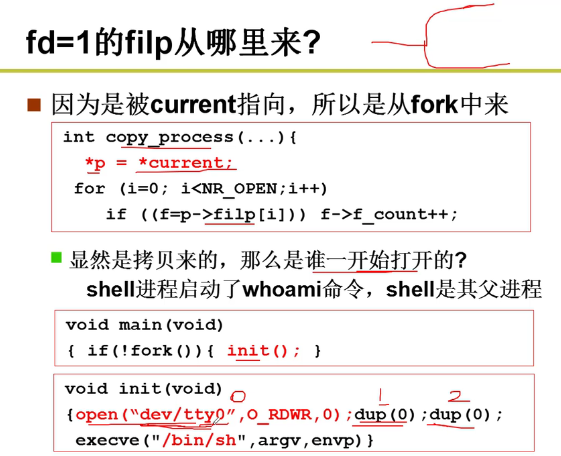 fd=1的filp从哪里来?
因为是被current指向，所以是从fork中来
int copy_process(...){
*p = *current;
for (i=0; i<NR_OPEN;i++)
if ((f=p->filp[i])) f->f_count++;
显然是拷贝来的，那么是谁一开始打开的?
shell进程启动了whoami命令，shell是其父进程
void main(void)
{ if(!fork()){ init(); }
void init(void)
0 1 2
{open(“dev/tty0”,O_RDWR,0);dup(0);dup(0);
execve("/bin/sh",argv,envp)}